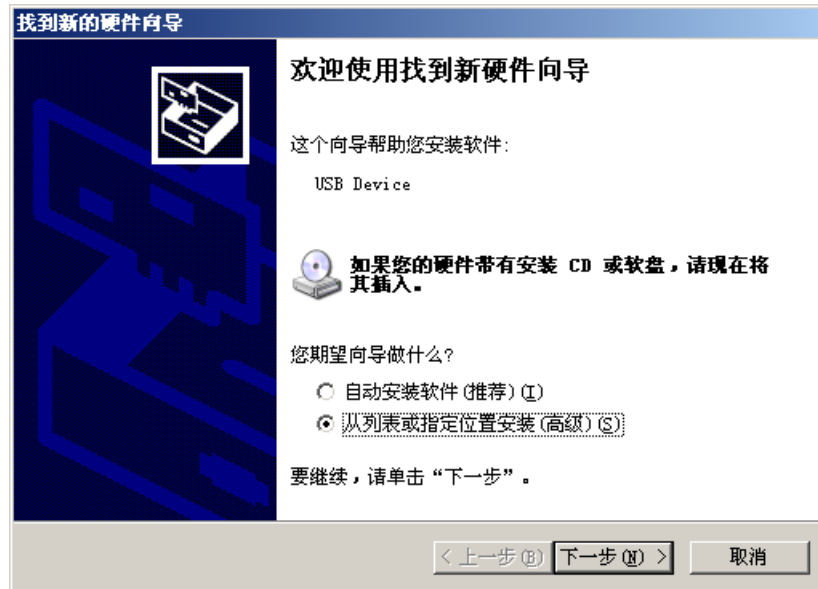 找到新的硬件向导
欢迎使用找到新硬件向导
这个向导帮助您安装软件:
USB Device
如果您的硬件带有安装 CD 或软盘，请现在将
其插入。
您期望向导做什么?
自动安装软件(推荐)(I)
从列表或指定位置安装(高级)(S)
要继续，请单击“下一步”。
< 上一步(B) 下一步(N) > 取消